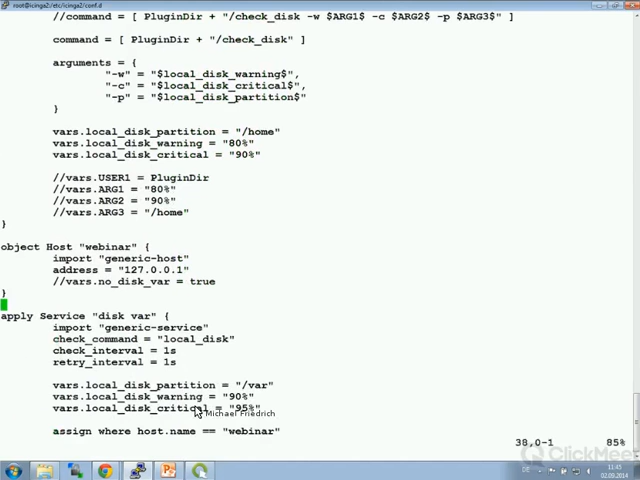 root@icinga2:/etc/icinga2/conf.d
//command = [ PluginDir + "/check_disk -w $ARG1$ -c $ARG2$ -p $ARG3$" ]
command = [ PluginDir + "/check_disk" ]
arguments = {
"-w" = "$local_disk_warning$",
"-c" = "$local_disk_critical$",
"-p" = "$local_disk_partition$"
}
vars.local_disk_partition = "/home"
vars.local_disk_warning = "80%"
vars.local_disk_critical = "90%"
//vars.USER1 = PluginDir
//vars.ARG1 = "80%"
//vars.ARG2 = "90%"
//vars.ARG3 = "/home"
}
object Host "webinar" {
import "generic-host"
address = "127.0.0.1"
//vars.no_disk_var = true
}
apply Service "disk var" {
import "generic-service"
check_command = "local_disk"
check_interval = 1s
retry_interval = 1s
vars.local_disk_partition = "/var"
vars.local_disk_warning = "90%"
vars.local_disk_critical = "95%"
Michael Friedrich
assign where host.name == "webinar"
38,0-1 85%
ClickMeet
DE
11:45
02.09.2014